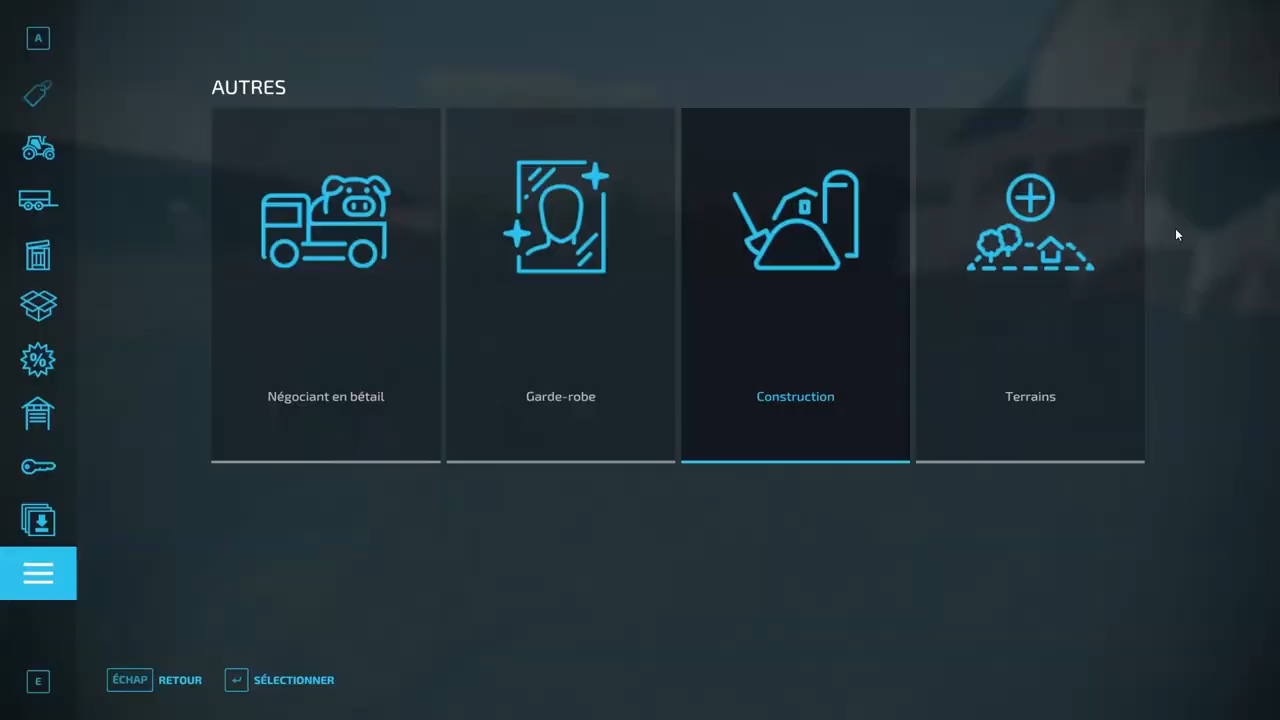 A
AUTRES
Négociant en bétail
Garde-robe
Construction
Terrains
%
E
ÉCHAP RETOUR
SÉLECTIONNER